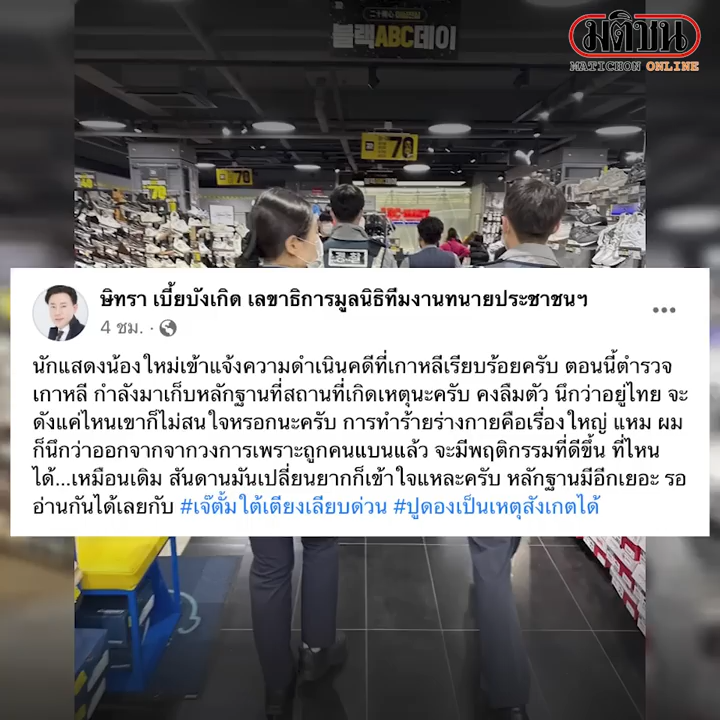 มติชน
MATICHON ONLINE
블랙ABC데이
70
70
ษิทรา เบี้ยบังเกิด เลขาธิการมูลนิธิทีมงานทนายประชาชนฯ
4 ชม. ·
นักแสดงน้องใหม่เข้าแจ้งความดำเนินคดีที่เกาหลีเรียบร้อยครับ ตอนนี้ตำรวจ
เกาหลี กำลังมาเก็บหลักฐานที่สถานที่เกิดเหตุนะครับ คงลืมตัว นึกว่าอยู่ไทย จะ
ดังแค่ไหนเขาก็ไม่สนใจหรอกนะครับ การทำร้ายร่างกายคือเรื่องใหญ่ แหม ผม
ก็นึกว่าออกจากจากวงการเพราะถูกคนแบนแล้ว จะมีพฤติกรรมที่ดีขึ้น ที่ไหน
ได้...เหมือนเดิม สันดานมันเปลี่ยนยากก็เข้าใจแหละครับ หลักฐานมีอีกเยอะ รอ
อ่านกันได้เลยกับ #เจ๊ตั้มใต้เตียงเลียบด่วน #ปูดองเป็นเหตุสังเกตได้